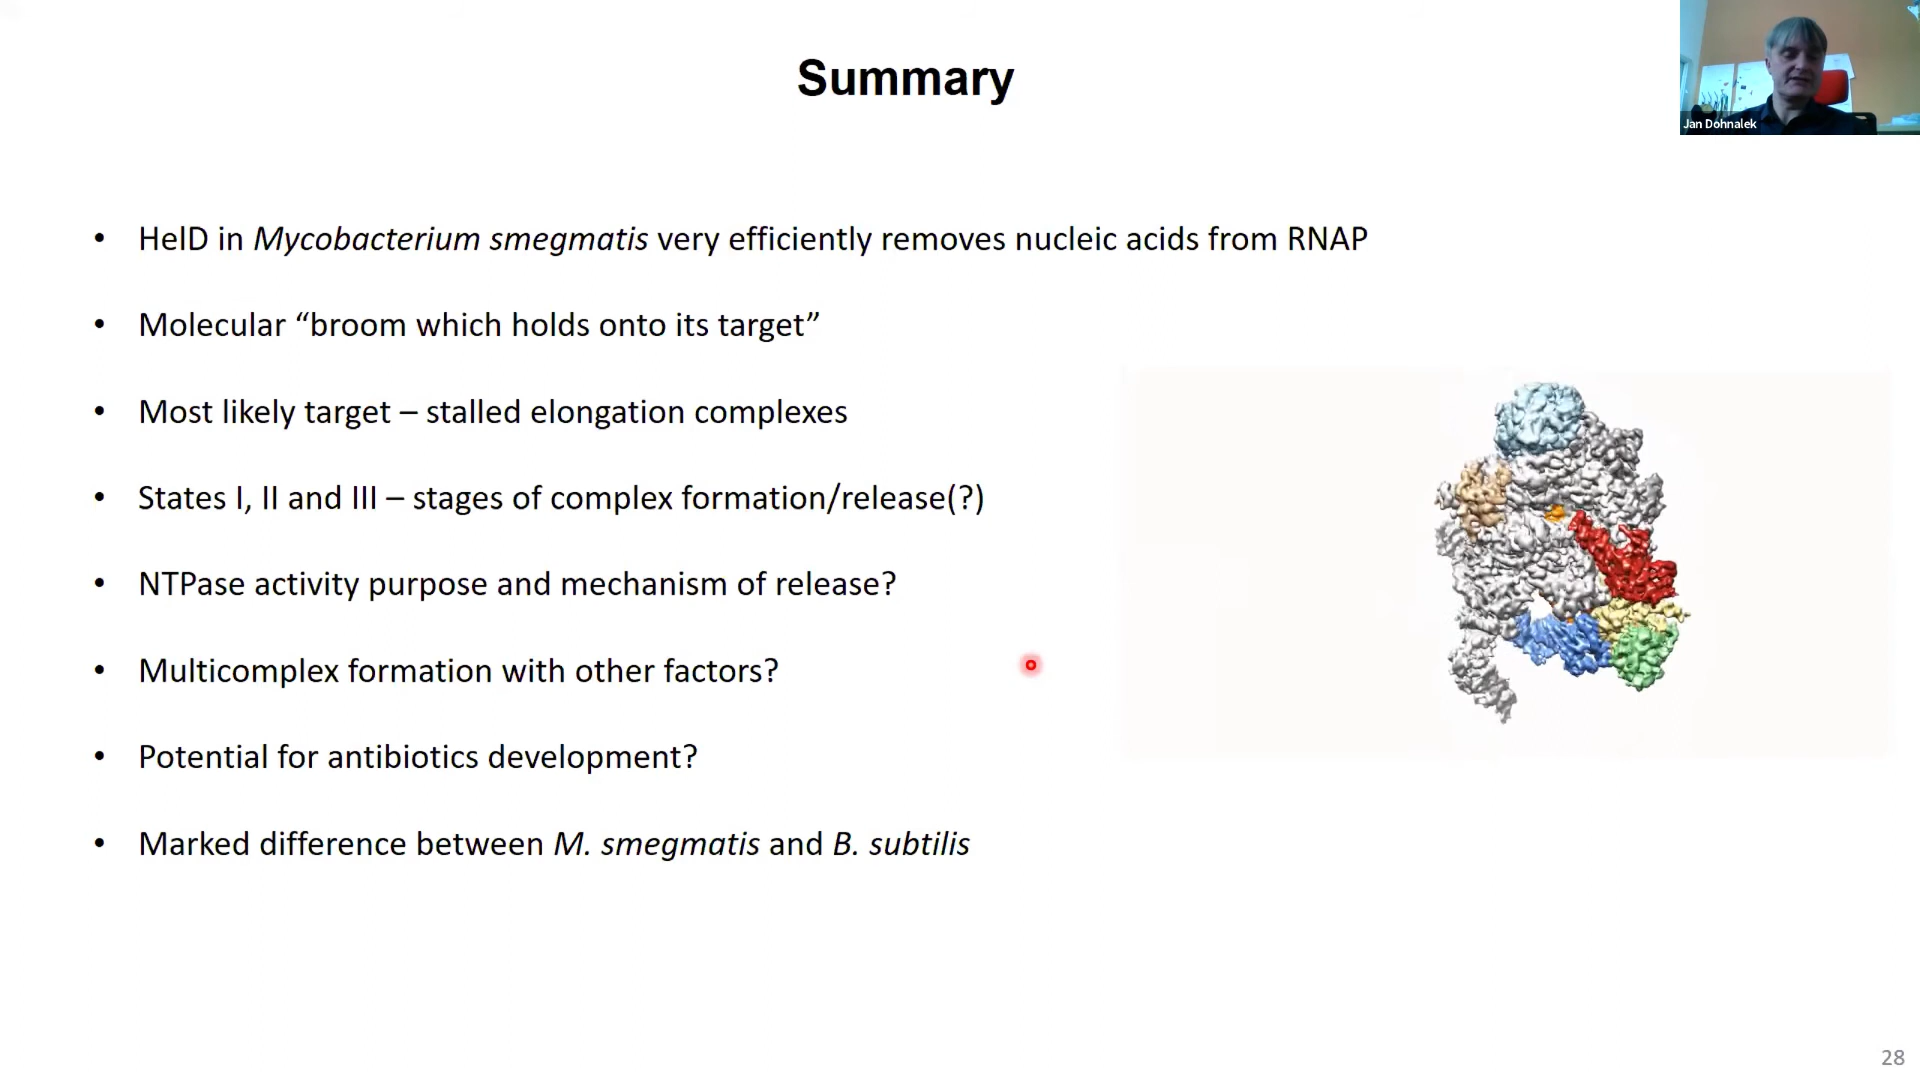 Summary
Jan Dohnalek
• HelD in Mycobacterium smegmatis very efficiently removes nucleic acids from RNAP
• Molecular “broom which holds onto its target”
• Most likely target – stalled elongation complexes
• States I, II and III – stages of complex formation/release(?)
• NTPase activity purpose and mechanism of release?
• Multicomplex formation with other factors?
• Potential for antibiotics development?
• Marked difference between M. smegmatis and B. subtilis
28